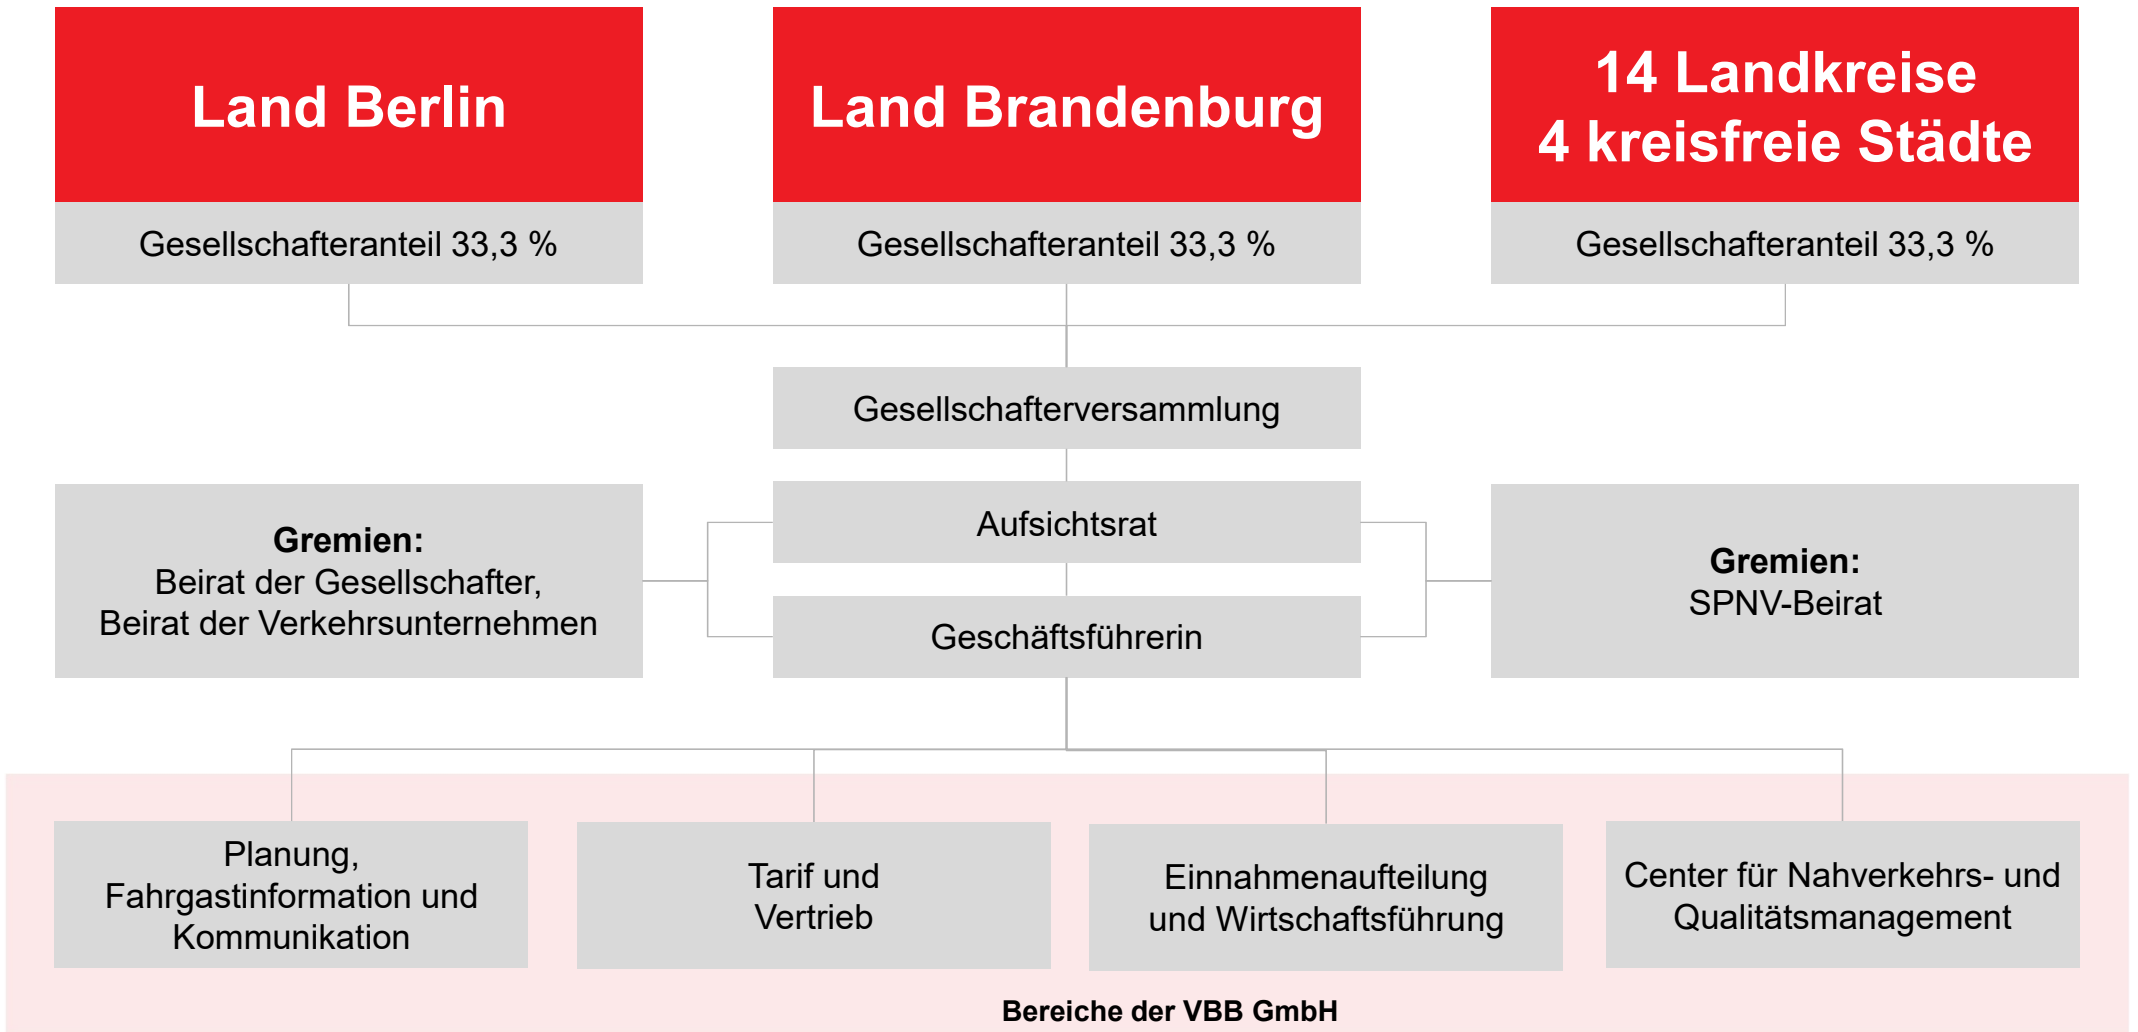 Land Berlin
Gesellschafteranteil 33,3 %
Land Brandenburg
Gesellschafteranteil 33,3 %
14 Landkreise
4 kreisfreie Städte
Gesellschafteranteil 33,3 %
Gesellschafterversammlung
Gremien:
Beirat der Gesellschafter,
Beirat der Verkehrsunternehmen
Aufsichtsrat
Geschäftsführerin
Gremien:
SPNV-Beirat
Planung,
Fahrgastinformation und
Kommunikation
Tarif und
Vertrieb
Einnahmenaufteilung
und Wirtschaftsführung
Center für Nahverkehrs- und
Qualitätsmanagement
Bereiche der VBB GmbH